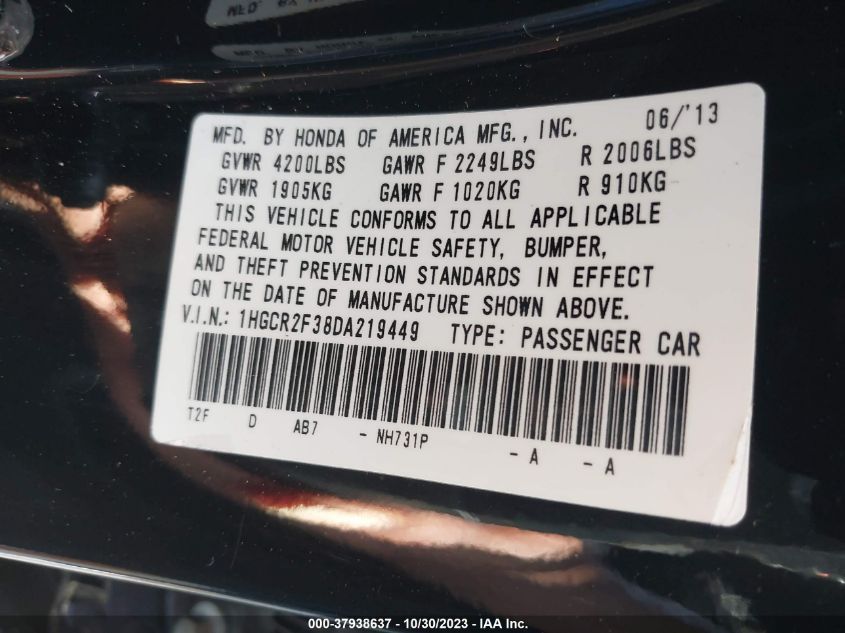 MFD. BY HONDA OF AMERICA MFG., INC. 06/'13
GVWR 4200LBS GAWR F 2249LBS R 2006LBS
GVWR 1905KG GAWR F 1020KG R 910KG
THIS VEHICLE CONFORMS TO ALL APPLICABLE
FEDERAL MOTOR VEHICLE SAFETY, BUMPER,
AND THEFT PREVENTION STANDARDS IN EFFECT
ON THE DATE OF MANUFACTURE SHOWN ABOVE.
V.I.N.: 1HGCR2F38DA219449 TYPE: PASSENGER CAR
T2F D AB7 - NH731P - A - A
000-37938637 - 10/30/2023 - IAA Inc.